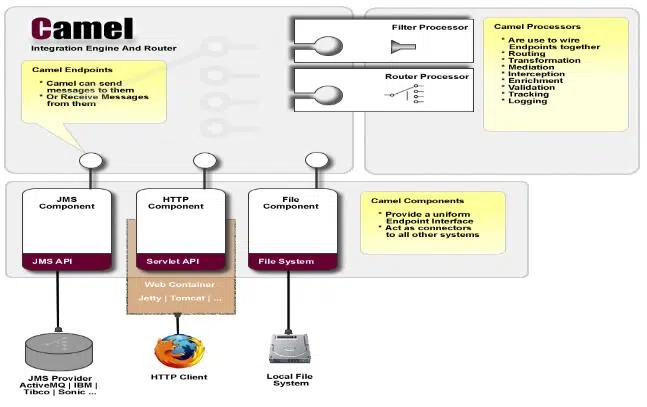 Camel
Integration Engine And Router
Camel Endpoints
* Camel can send
messages to them
* Or Receive Messages
from them
Filter Processor
Router Processor
Camel Processors
* Are use to wire
Endpoints together
* Routing
* Transformation
* Mediation
* Interception
* Enrichment
* Validation
* Tracking
* Logging
JMS
Component
JMS API
HTTP
Component
Servlet API
File
Component
File System
Camel Components
* Provide a uniform
Endpoint Interface
* Act as connectors
to all other systems
Web Container
Jetty | Tomcat | ...
JMS Provider
ActiveMQ | IBM |
Tibco | Sonic ...
HTTP Client
Local File
System